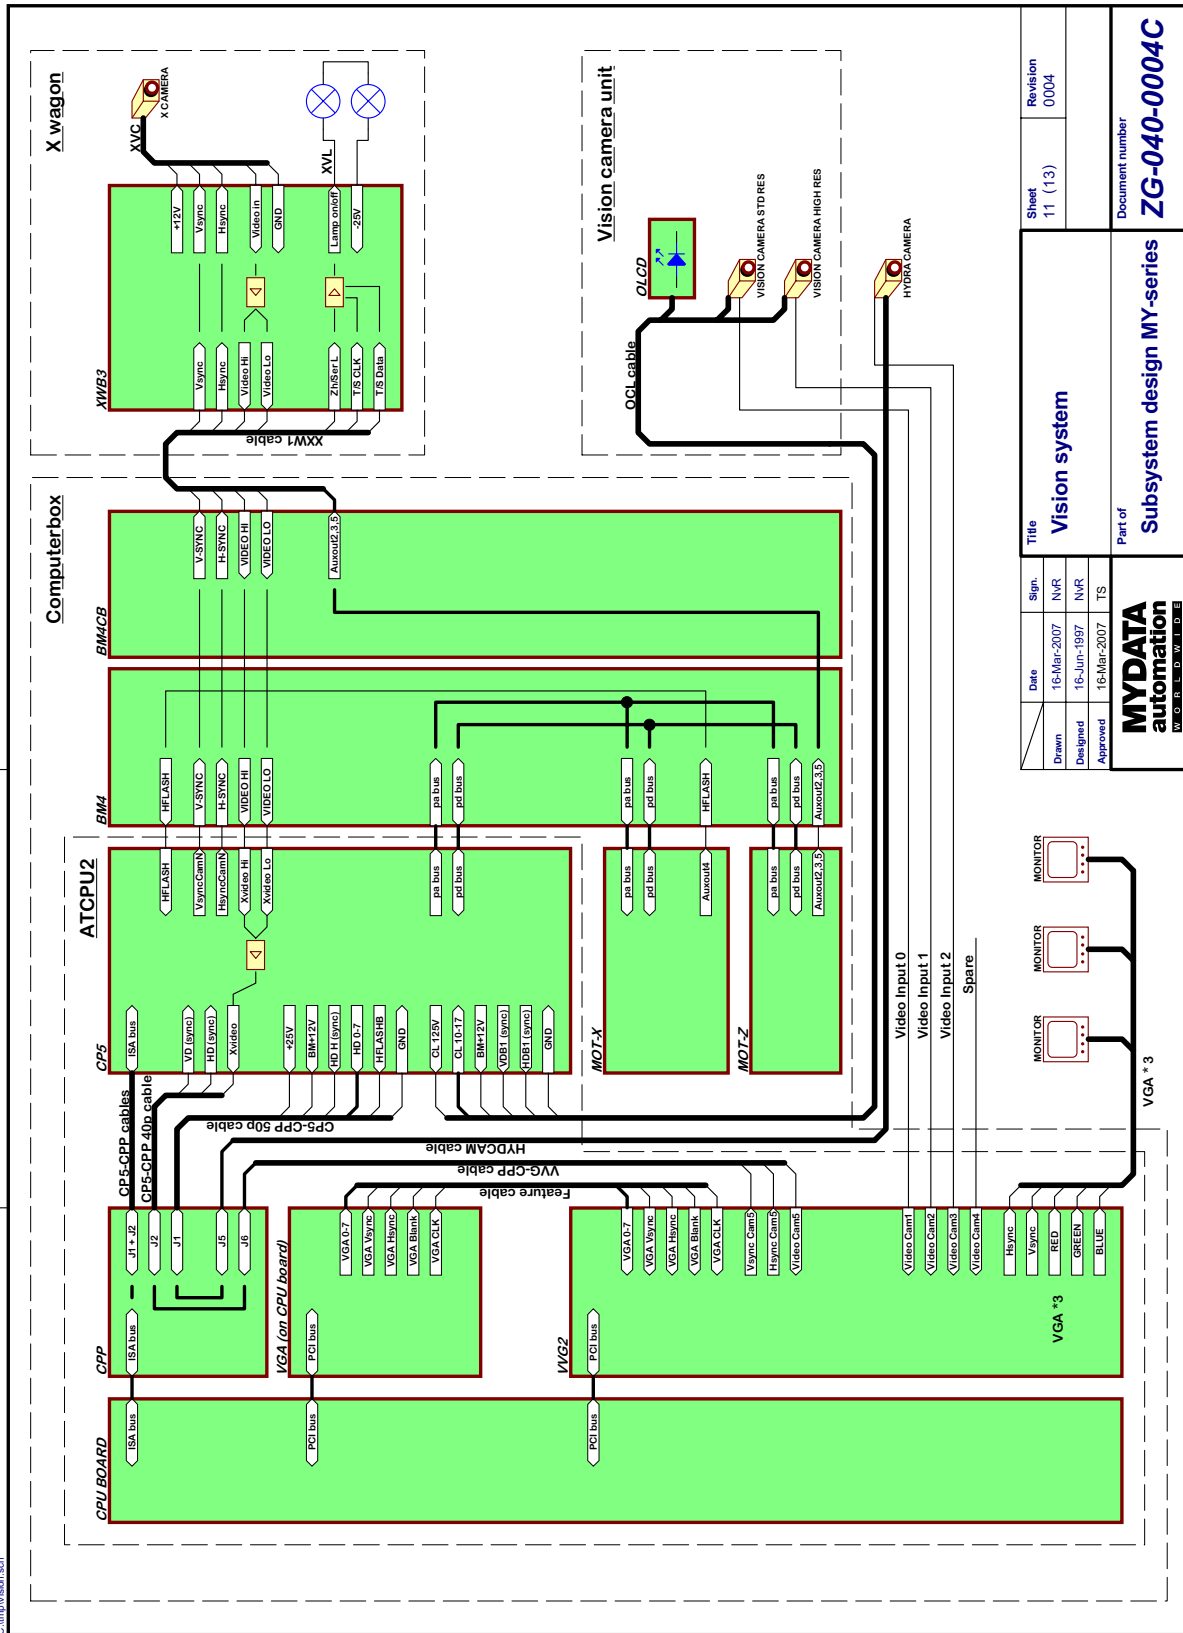 Computerbox
ATCPU2
X wagon
Vision camera unit
CPU BOARD
ISA bus
PCI bus
PCI bus
CPP
ISA bus
J1 + J2
J2
J1
J5
J6
VGA (on CPU board)
PCI bus
VGA 0-7
VGA Vsync
VGA Hsync
VGA Blank
VGA CLK
VVG2
PCI bus
VGA 0-7
VGA Vsync
VGA Hsync
VGA Blank
VGA CLK
Vsync Cam5
Hsync Cam5
Video Cam5
Video Cam1
Video Cam2
Video Cam3
Video Cam4
Hsync
Vsync
RED
GREEN
BLUE
VGA *3
CP5-CPP cables
CP5-CPP 40p cable
CP5-CPP 50p cable
HYDCAM cable
VVG-CPP cable
Feature cable
CP5
ISA bus
VD (sync)
HD (sync)
Xvideo
+25V
BM+12V
HD H (sync)
HD 0-7
HFLASHB
GND
CL 125V
CL 10-17
BM+12V
VDB1 (sync)
HDB1 (sync)
GND
HFLASH
VsyncCamN
HsyncCamN
Xvideo Hi
Xvideo Lo
pa bus
pd bus
MOT-X
pa bus
pd bus
Auxout4
MOT-Z
pa bus
pd bus
Auxout2,3,5
BM4
HFLASH
V-SYNC
H-SYNC
VIDEO HI
VIDEO LO
pa bus
pd bus
pa bus
pd bus
HFLASH
pa bus
pd bus
Auxout2,3,5
BM4CB
V-SYNC
H-SYNC
VIDEO HI
VIDEO LO
Auxout2,3,5
XXW1 cable
XWB3
Vsync
Hsync
Video Hi
Video Lo
Zh/Ser L
T/S CLK
T/S Data
+12V
Vsync
Hsync
Video in
GND
Lamp on/off
-25V
XVC
X CAMERA
XVL
OCL cable
OLCD
VISION CAMERA STD RES
VISION CAMERA HIGH RES
HYDRA CAMERA
Video Input 0
Video Input 1
Video Input 2
Spare
MONITOR
MONITOR
MONITOR
VGA * 3
Date
Sign.
Drawn
16-Mar-2007
NvR
Designed
16-Jun-1997
NvR
Approved
16-Mar-2007
TS
MYDATA
automation
WORLDWIDE
Title
Vision system
Part of
Subsystem design MY-series
Sheet
11 (13)
Revision
0004
Document number
ZG-040-0004C